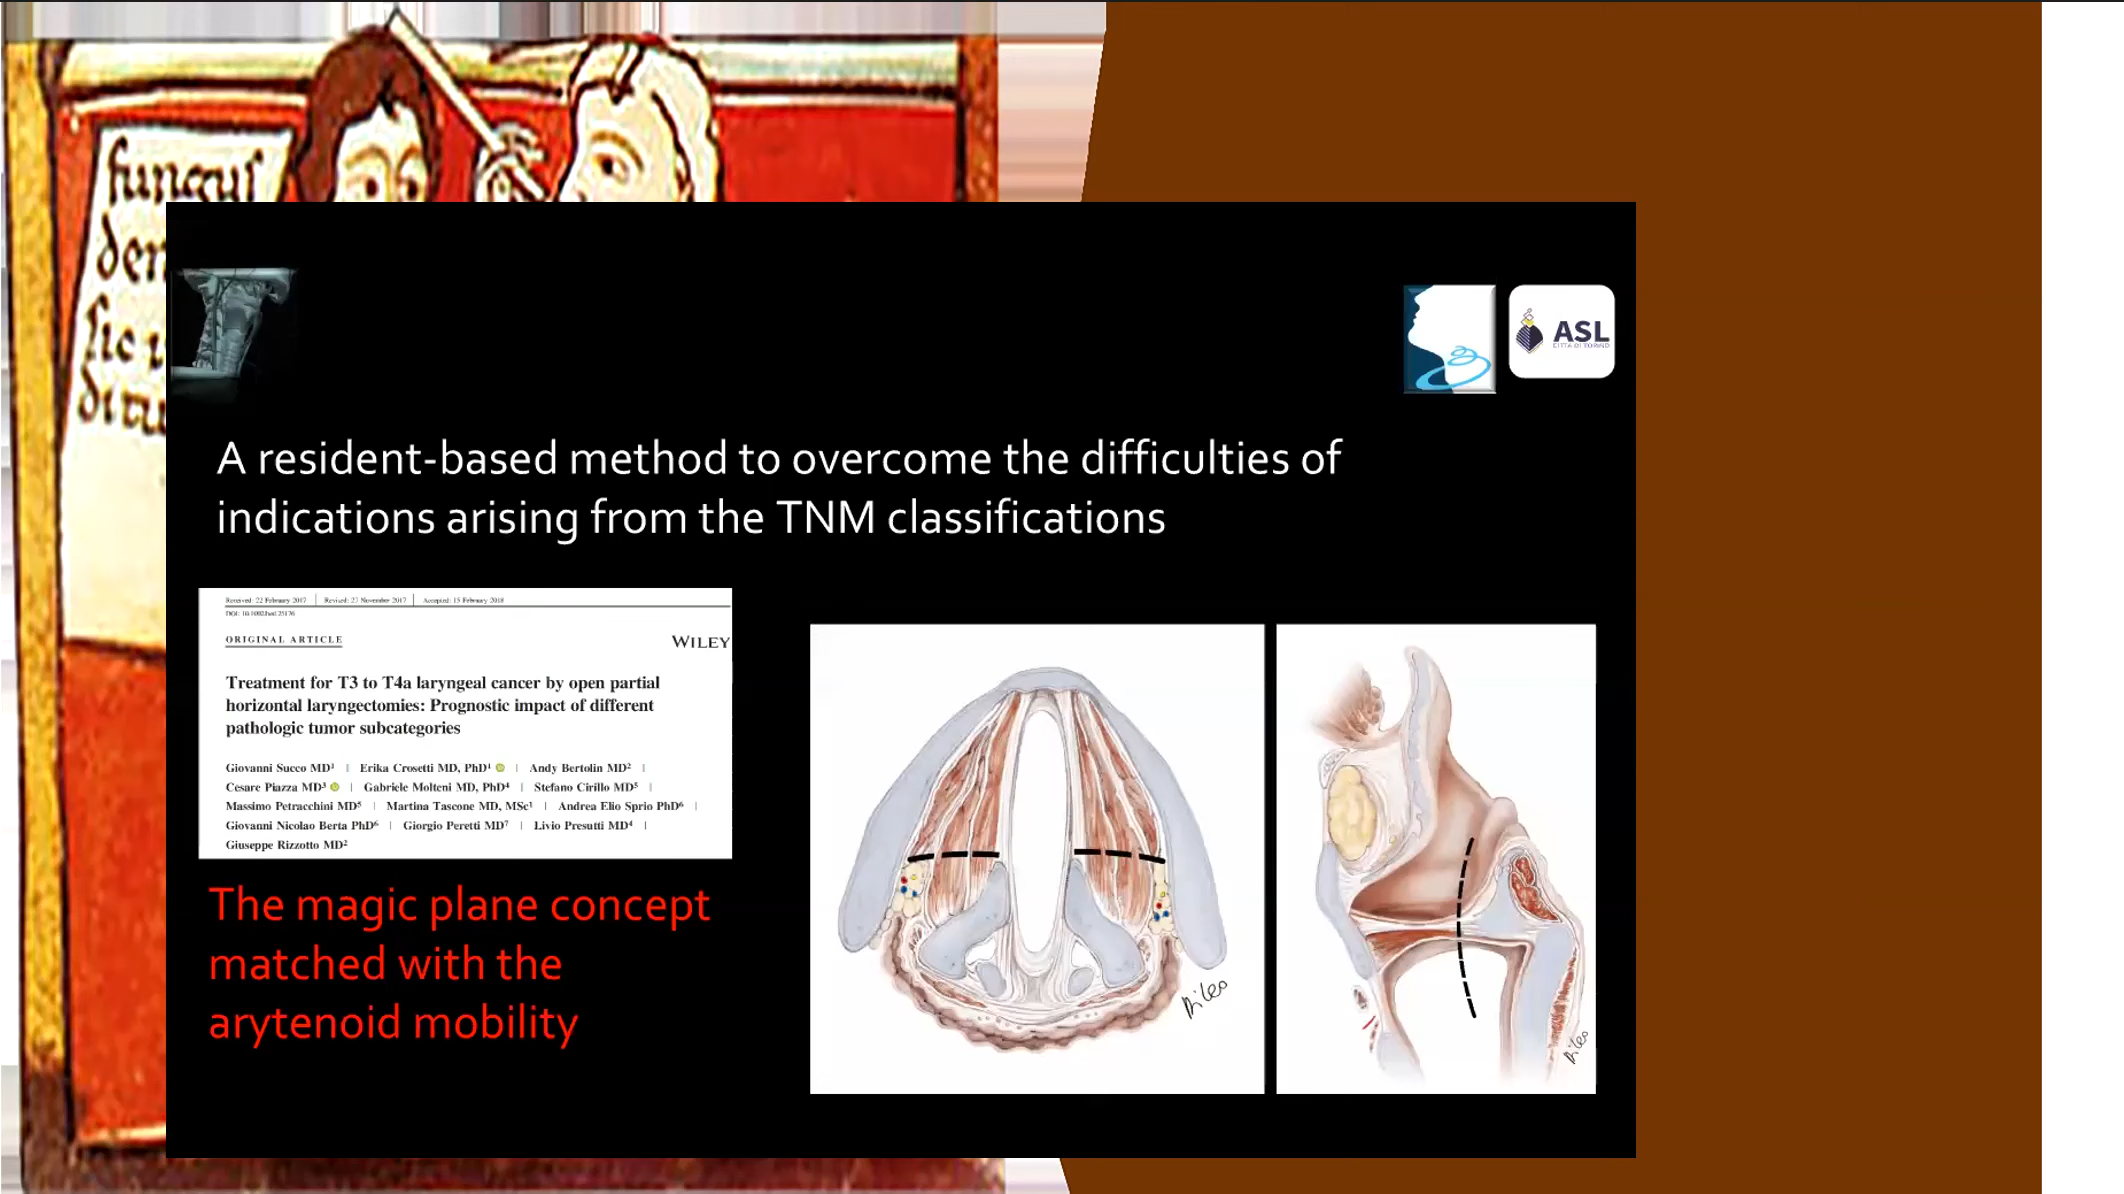 funguſ
den
ſic
A resident-based method to overcome the difficulties of
indications arising from the TNM classifications
ASL
CITTÀ DI TORINO
Received: 22 February 2017 | Revised: 27 November 2017 | Accepted: 15 February 2018
DOI: 10.1002/hed.25176
ORIGINAL ARTICLE
WILEY
Treatment for T3 to T4a laryngeal cancer by open partial
horizontal laryngectomies: Prognostic impact of different
pathologic tumor subcategories
Giovanni Succo MD¹ | Erika Crosetti MD, PhD¹ | Andy Bertolin MD² |
Cesare Piazza MD³ | Gabriele Molteni MD, PhD⁴ | Stefano Cirillo MD⁵ |
Massimo Petracchini MD⁵ | Martina Tascone MD, MSc¹ | Andrea Elio Sprio PhD⁶ |
Giovanni Nicolao Berta PhD⁶ | Giorgio Peretti MD⁷ | Livio Presutti MD⁴ |
Giuseppe Rizzotto MD²
The magic plane concept
matched with the
arytenoid mobility